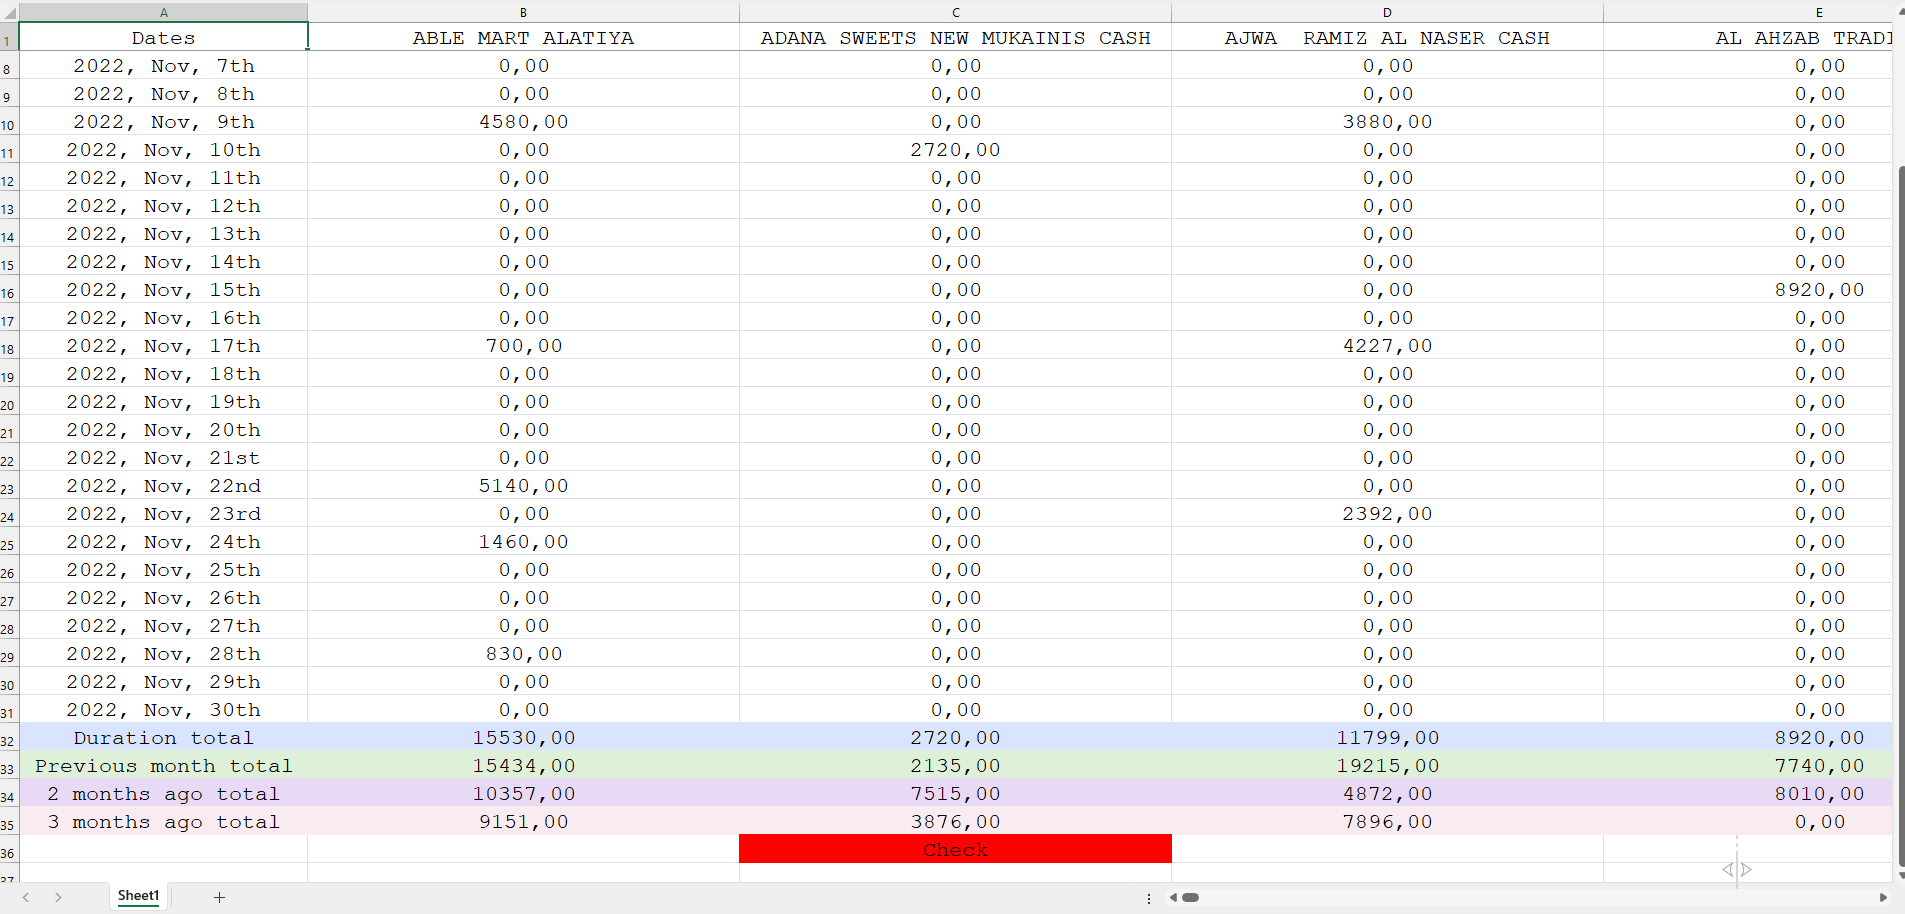 A B C D E
1 Dates ABLE MART ALATIYA ADANA SWEETS NEW MUKAINIS CASH AJWA  RAMIZ AL NASER CASH AL AHZAB TRADI
8 2022, Nov, 7th 0,00 0,00 0,00 0,00
9 2022, Nov, 8th 0,00 0,00 0,00 0,00
10 2022, Nov, 9th 4580,00 0,00 3880,00 0,00
11 2022, Nov, 10th 0,00 2720,00 0,00 0,00
12 2022, Nov, 11th 0,00 0,00 0,00 0,00
13 2022, Nov, 12th 0,00 0,00 0,00 0,00
14 2022, Nov, 13th 0,00 0,00 0,00 0,00
15 2022, Nov, 14th 0,00 0,00 0,00 0,00
16 2022, Nov, 15th 0,00 0,00 0,00 8920,00
17 2022, Nov, 16th 0,00 0,00 0,00 0,00
18 2022, Nov, 17th 700,00 0,00 4227,00 0,00
19 2022, Nov, 18th 0,00 0,00 0,00 0,00
20 2022, Nov, 19th 0,00 0,00 0,00 0,00
21 2022, Nov, 20th 0,00 0,00 0,00 0,00
22 2022, Nov, 21st 0,00 0,00 0,00 0,00
23 2022, Nov, 22nd 5140,00 0,00 0,00 0,00
24 2022, Nov, 23rd 0,00 0,00 2392,00 0,00
25 2022, Nov, 24th 1460,00 0,00 0,00 0,00
26 2022, Nov, 25th 0,00 0,00 0,00 0,00
27 2022, Nov, 26th 0,00 0,00 0,00 0,00
28 2022, Nov, 27th 0,00 0,00 0,00 0,00
29 2022, Nov, 28th 830,00 0,00 0,00 0,00
30 2022, Nov, 29th 0,00 0,00 0,00 0,00
31 2022, Nov, 30th 0,00 0,00 0,00 0,00
32 Duration total 15530,00 2720,00 11799,00 8920,00
33 Previous month total 15434,00 2135,00 19215,00 7740,00
34 2 months ago total 10357,00 7515,00 4872,00 8010,00
35 3 months ago total 9151,00 3876,00 7896,00 0,00
36 Check
37
Sheet1